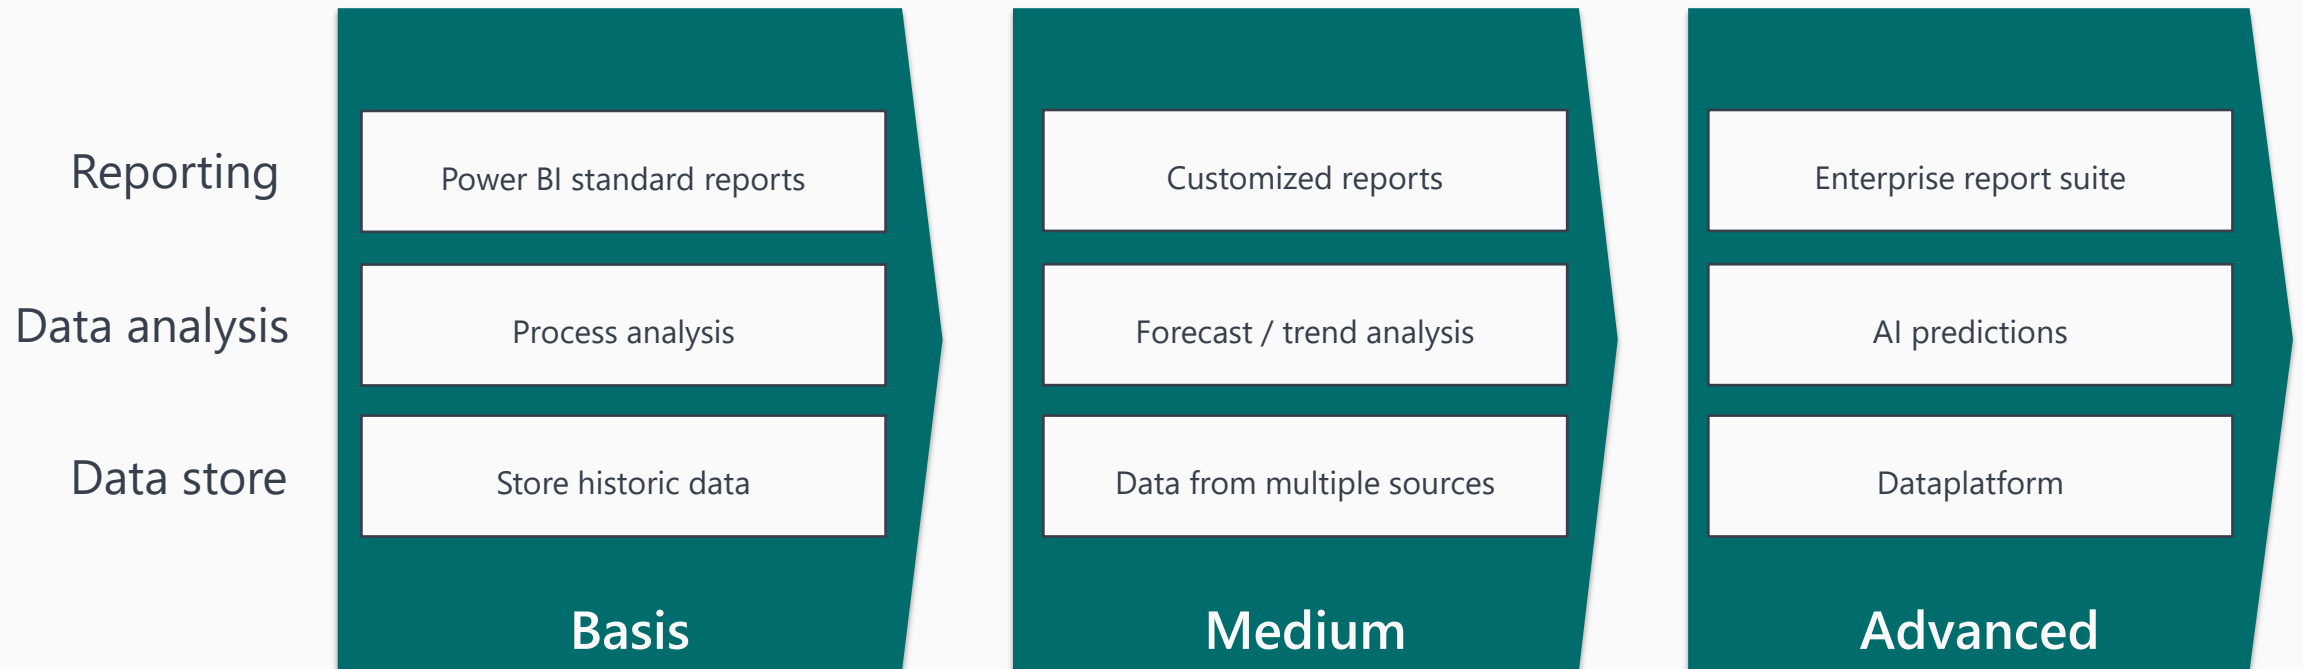 Reporting
Power BI standard reports
Customized reports
Enterprise report suite
Data analysis
Process analysis
Forecast / trend analysis
AI predictions
Data store
Store historic data
Data from multiple sources
Dataplatform
Basis
Medium
Advanced